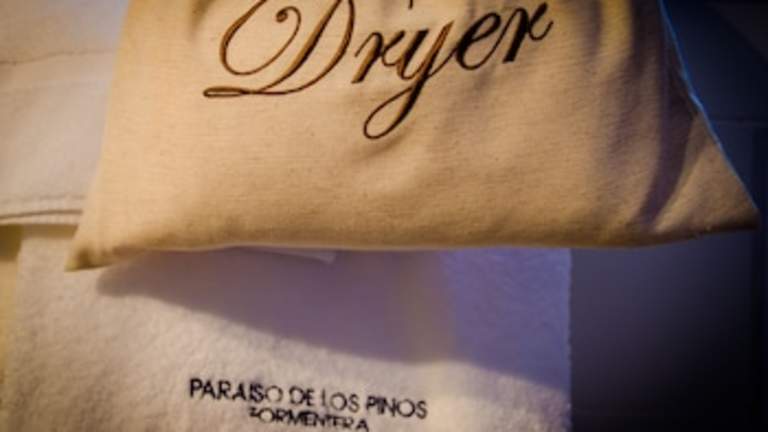 Dryer
PARAISO DE LOS PINOS
FORMENTERA